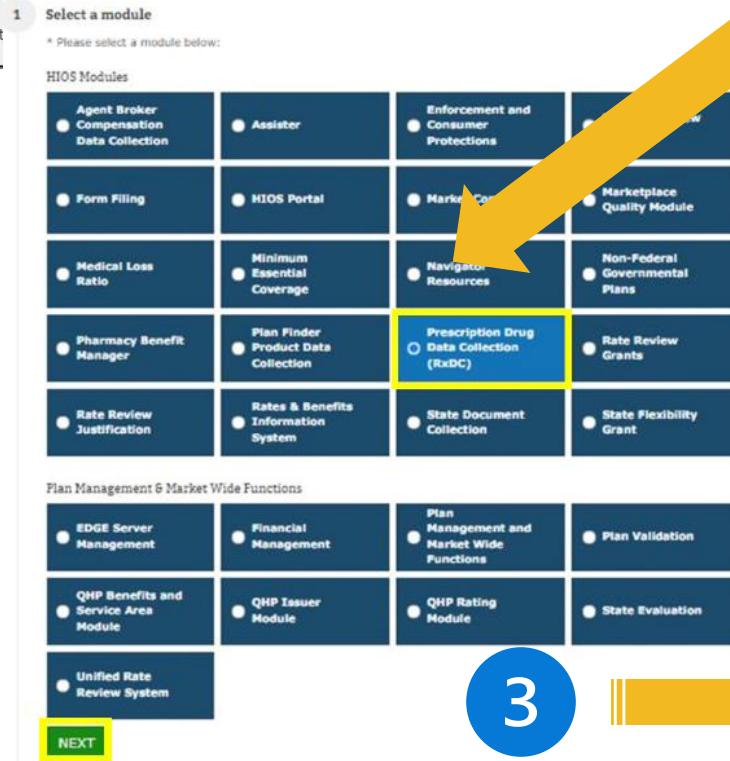 1 Select a module
t
* Please select a module below:
HIOS Modules
Agent Broker
Compensation
Data Collection
Assister
Enforcement and
Consumer
Protections
Form Filing
HIOS Portal
Marketplace
Quality Module
Medical Loss
Ratio
Minimum
Essential
Coverage
Navigator
Resources
Non-Federal
Governmental
Plans
Pharmacy Benefit
Manager
Plan Finder
Product Data
Collection
Prescription Drug
Data Collection
(RxDC)
Rate Review
Grants
Rate Review
Justification
Rates & Benefits
Information
System
State Document
Collection
State Flexibility
Grant
Plan Management & Market Wide Functions
EDGE Server
Management
Financial
Management
Plan
Management and
Market Wide
Functions
Plan Validation
QHP Benefits and
Service Area
Module
QHP Issuer
Module
QHP Rating
Module
State Evaluation
Unified Rate
Review System
3
NEXT